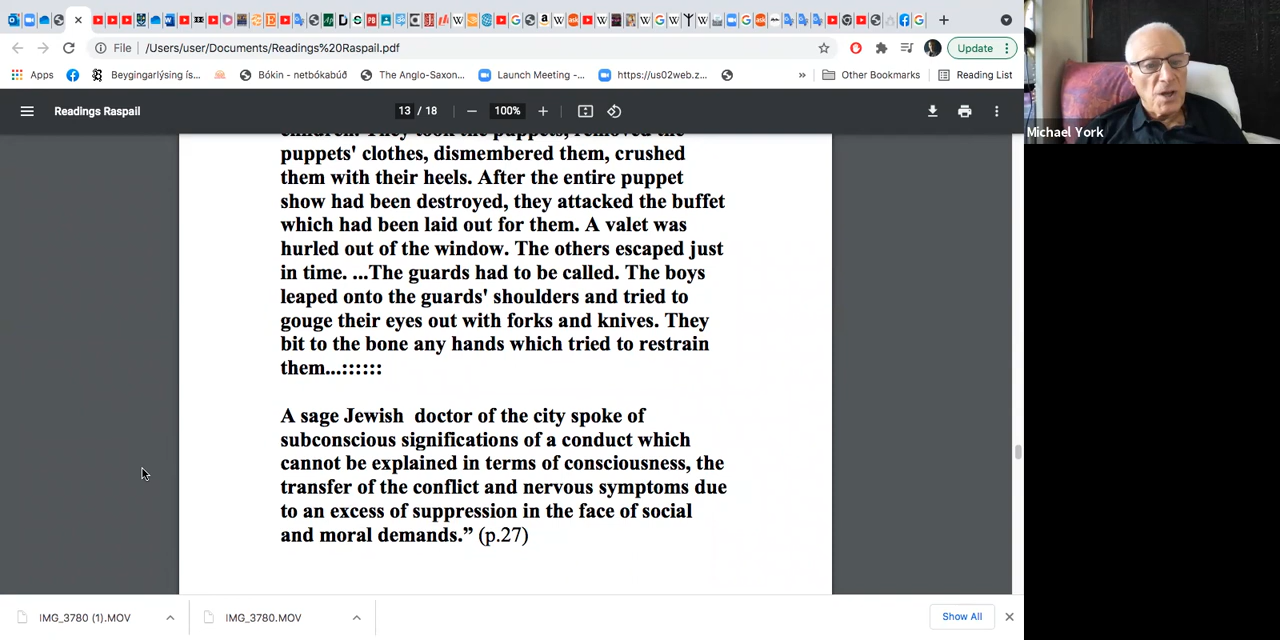 File
/Users/user/Documents/Readings%20Raspail.pdf
Update
Apps
Beygingarlýsing ís...
Bókin - netbókabúð
The Anglo-Saxon...
Launch Meeting -...
https://us02web.z...
»
Other Bookmarks
Reading List
Readings Raspail
13 / 18
100%
children. They took the puppets, removed the
puppets' clothes, dismembered them, crushed
them with their heels. After the entire puppet
show had been destroyed, they attacked the buffet
which had been laid out for them. A valet was
hurled out of the window. The others escaped just
in time. ...The guards had to be called. The boys
leaped onto the guards' shoulders and tried to
gouge their eyes out with forks and knives. They
bit to the bone any hands which tried to restrain
them...::::::
A sage Jewish doctor of the city spoke of
subconscious significations of a conduct which
cannot be explained in terms of consciousness, the
transfer of the conflict and nervous symptoms due
to an excess of suppression in the face of social
and moral demands.” (p.27)
IMG_3780 (1).MOV
IMG_3780.MOV
Show All
Michael York